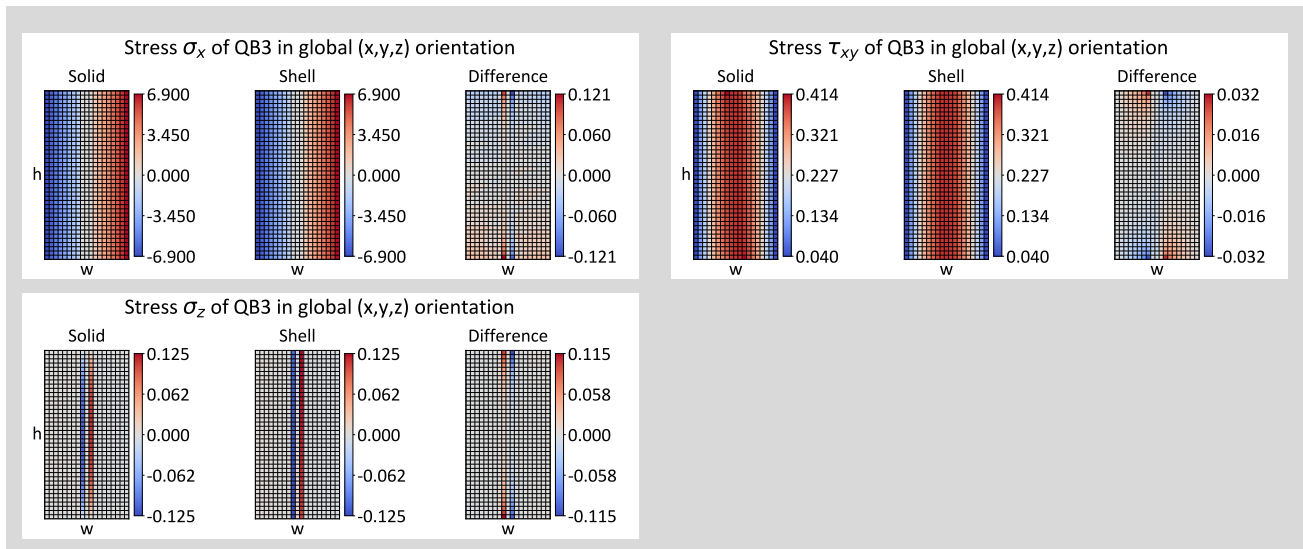 Stress σx of QB3 in global (x,y,z) orientation
Solid Shell Difference
6.900 6.900 0.121
3.450 3.450 0.060
h 0.000 0.000 0.000
-3.450 -3.450 -0.060
-6.900 -6.900 -0.121
w w w
Stress τxy of QB3 in global (x,y,z) orientation
Solid Shell Difference
0.414 0.414 0.032
0.321 0.321 0.016
h 0.227 0.227 0.000
0.134 0.134 -0.016
0.040 0.040 -0.032
w w w
Stress σz of QB3 in global (x,y,z) orientation
Solid Shell Difference
0.125 0.125 0.115
0.062 0.062 0.058
h 0.000 0.000 0.000
-0.062 -0.062 -0.058
-0.125 -0.125 -0.115
w w w